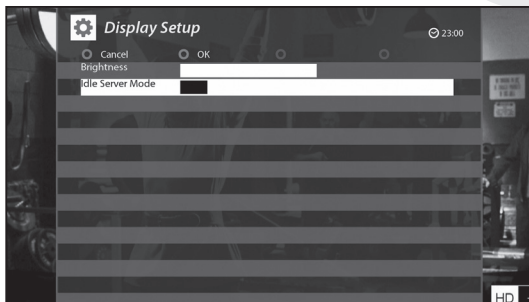 Display Setup
23:00
Cancel OK
Brightness
Idle Server Mode
HD